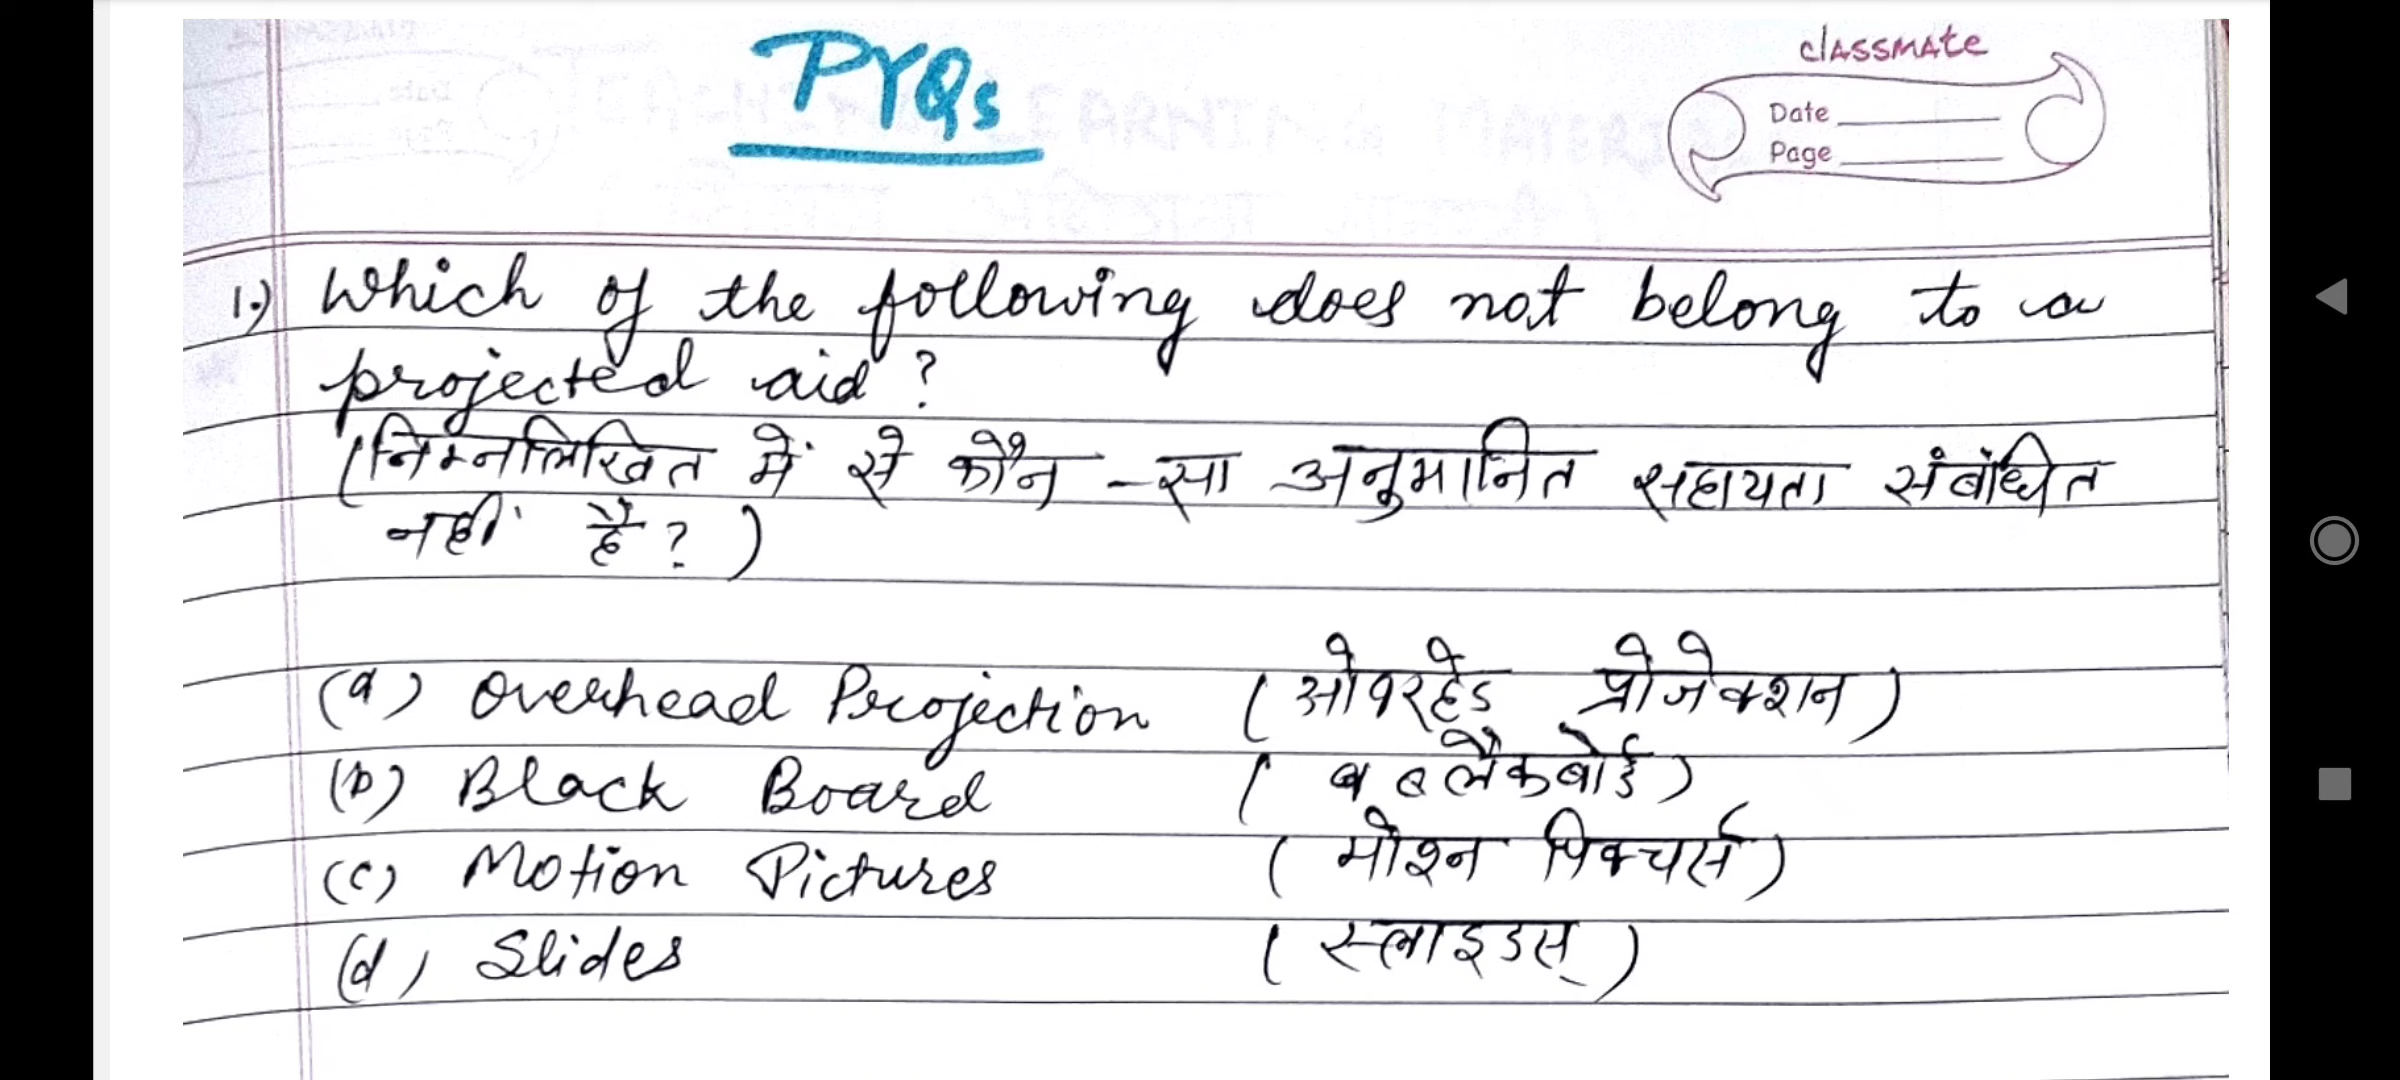 PYQs
classmate
Date
Page
1.) Which of the following does not belong to a
projected aid ?
(निम्नलिखित में से कौन -सा अनुमानित सहायता संबंधित
नहीं है ? )
(a) Overhead Projection ( ओवरहेड प्रोजेक्शन )
(b) Black Board ( ब ब्लैकबोर्ड )
(c) Motion Pictures ( मोशन पिक्चर्स )
(d) Slides ( स्लाइडस् )